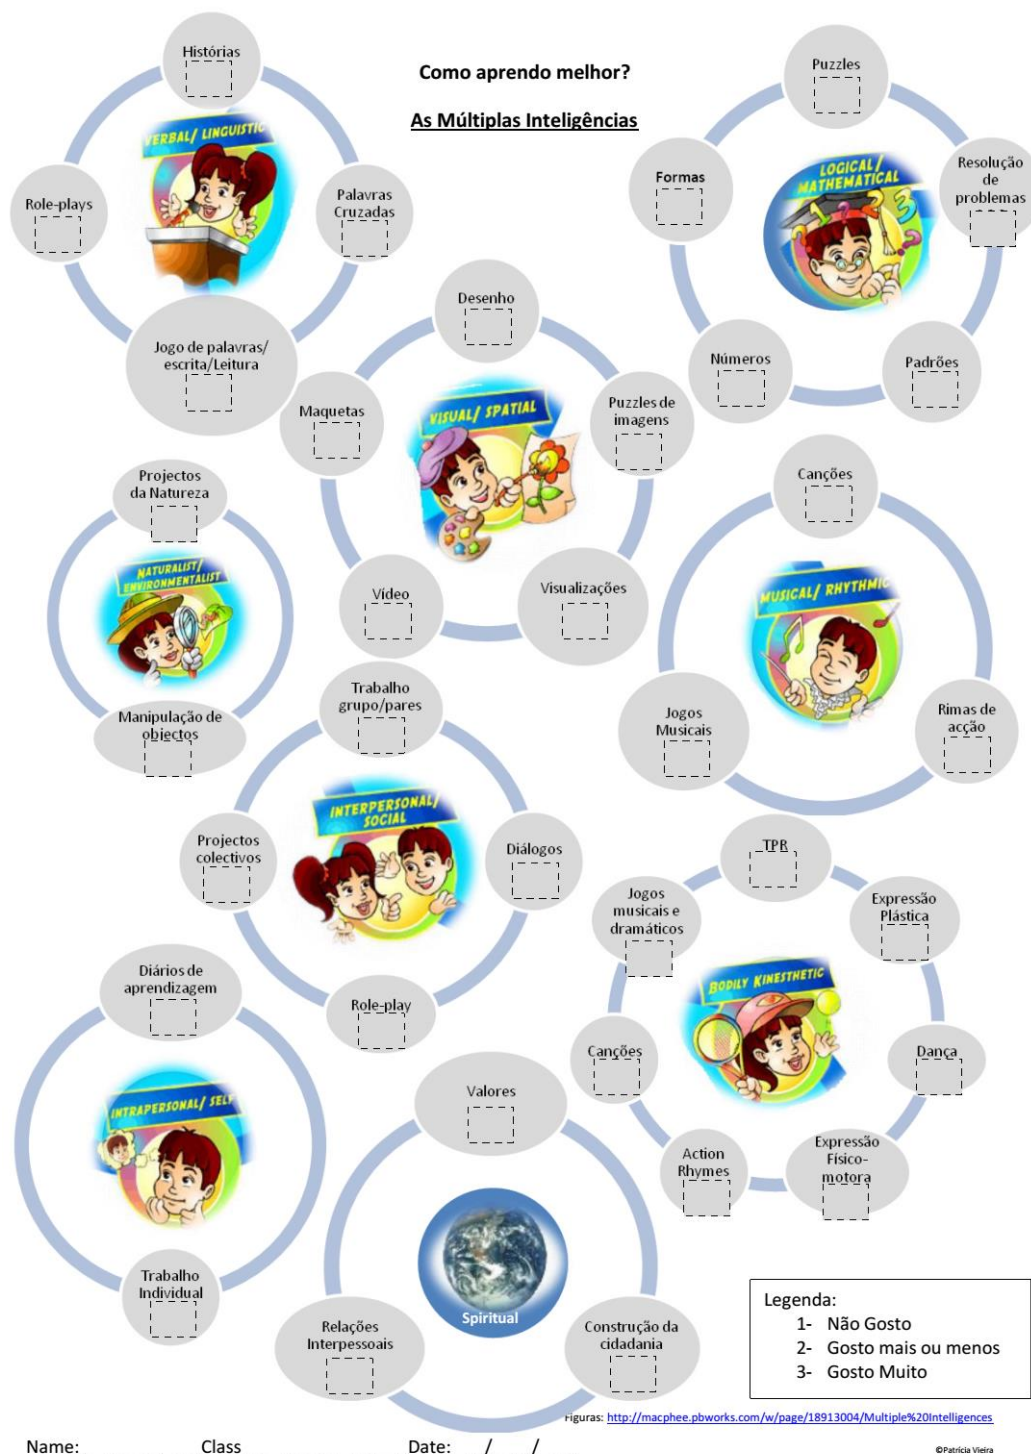 Como aprendo melhor?
As Múltiplas Inteligências
Histórias
VERBAL/ LINGUISTIC
Role-plays
Palavras
Cruzadas
Jogo de palavras/
escrita/Leitura
Puzzles
LOGICAL/
MATHEMATICAL
Formas
Resolução
de
problemas
Números
Padrões
Desenho
Maquetas
VISUAL/ SPATIAL
Puzzles de
imagens
Vídeo
Visualizações
Projectos
da Natureza
NATURALIST/
ENVIRONMENTALIST
Manipulação de
objectos
Canções
MUSICAL/ RHYTHMIC
Jogos
Musicais
Rimas de
acção
Trabalho
grupo/pares
INTERPERSONAL/
SOCIAL
Projectos
colectivos
Diálogos
Role-play
TPR
Jogos
musicais e
dramáticos
Expressão
Plástica
BODILY KINESTHETIC
Canções
Dança
Action
Rhymes
Expressão
Físico-
motora
Diários de
aprendizagem
INTRAPERSONAL/ SELF
Trabalho
Individual
Valores
Spiritual
Relações
Interpessoais
Construção da
cidadania
Legenda:
1- Não Gosto
2- Gosto mais ou menos
3- Gosto Muito
Figuras: http://macphee.pbworks.com/w/page/18913004/Multiple%20Intelligences
Name: Class Date: / /
©Patrícia Vieira